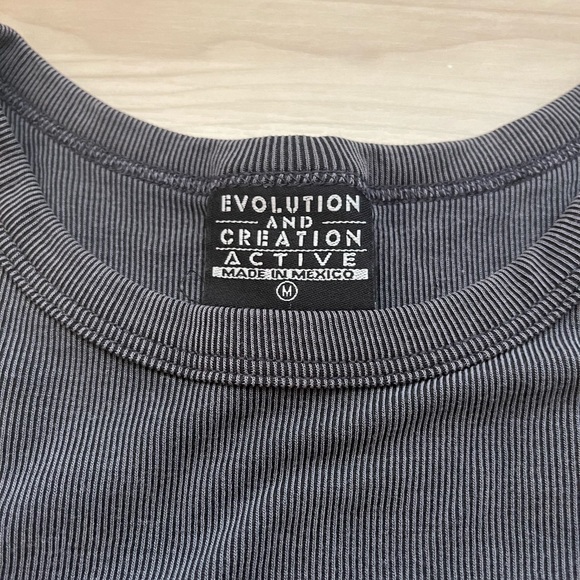 EVOLUTION
AND
CREATION
ACTIVE
MADE IN MEXICO
M